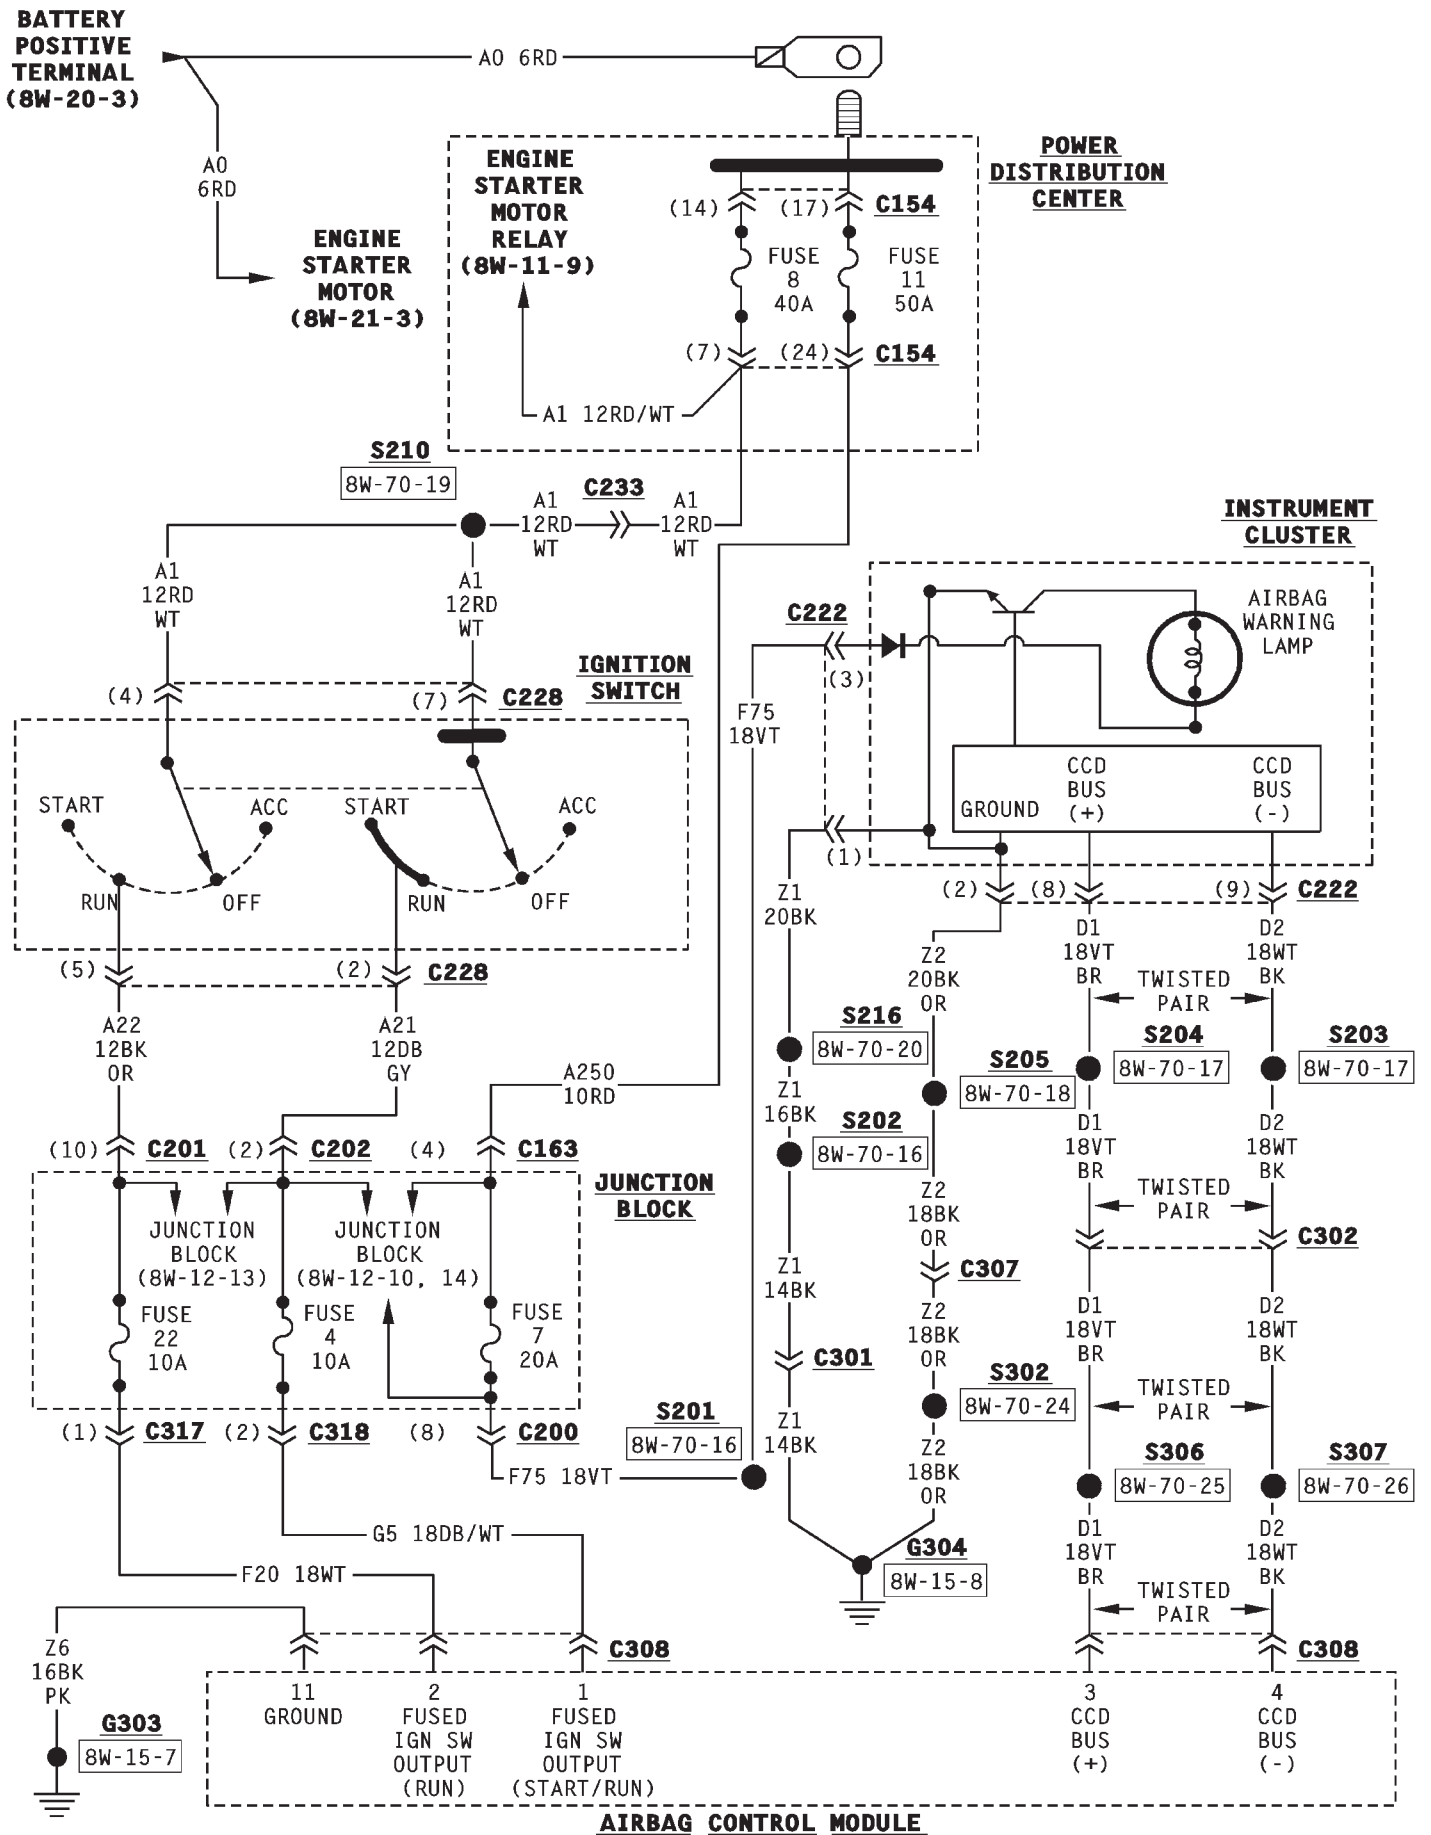 BATTERY
POSITIVE
TERMINAL
(8W-20-3)
A0 6RD
A0
6RD
ENGINE
STARTER
MOTOR
(8W-21-3)
ENGINE
STARTER
MOTOR
RELAY
(8W-11-9)
POWER
DISTRIBUTION
CENTER
(14)
(17)
C154
FUSE
8
40A
FUSE
11
50A
(7)
(24)
C154
A1 12RD/WT
S210
8W-70-19
A1
12RD
WT
C233
A1
12RD
WT
A1
12RD
WT
A1
12RD
WT
INSTRUMENT
CLUSTER
AIRBAG
WARNING
LAMP
C222
(3)
F75
18VT
IGNITION
SWITCH
(4)
(7)
C228
START
ACC
RUN
OFF
START
ACC
RUN
OFF
GROUND
CCD
BUS
(+)
CCD
BUS
(-)
(1)
(2)
(8)
(9)
C222
(5)
(2)
C228
A22
12BK
OR
A21
12DB
GY
A250
10RD
Z1
20BK
Z2
20BK
OR
D1
18VT
BR
TWISTED
PAIR
D2
18WT
BK
S216
8W-70-20
S205
8W-70-18
S204
8W-70-17
S203
8W-70-17
Z1
16BK
S202
8W-70-16
D1
18VT
BR
D2
18WT
BK
TWISTED
PAIR
(10)
C201
(2)
C202
(4)
C163
JUNCTION
BLOCK
JUNCTION
BLOCK
(8W-12-13)
JUNCTION
BLOCK
(8W-12-10, 14)
FUSE
22
10A
FUSE
4
10A
FUSE
7
20A
Z2
18BK
OR
C307
C302
Z1
14BK
Z2
18BK
OR
D1
18VT
BR
D2
18WT
BK
C301
S302
8W-70-24
TWISTED
PAIR
(1)
C317
(2)
C318
(8)
C200
S201
8W-70-16
Z1
14BK
Z2
18BK
OR
S306
8W-70-25
S307
8W-70-26
F75 18VT
G5 18DB/WT
F20 18WT
G304
8W-15-8
D1
18VT
BR
D2
18WT
BK
TWISTED
PAIR
Z6
16BK
PK
C308
C308
G303
8W-15-7
11
GROUND
2
FUSED
IGN SW
OUTPUT
(RUN)
1
FUSED
IGN SW
OUTPUT
(START/RUN)
3
CCD
BUS
(+)
4
CCD
BUS
(-)
AIRBAG CONTROL MODULE